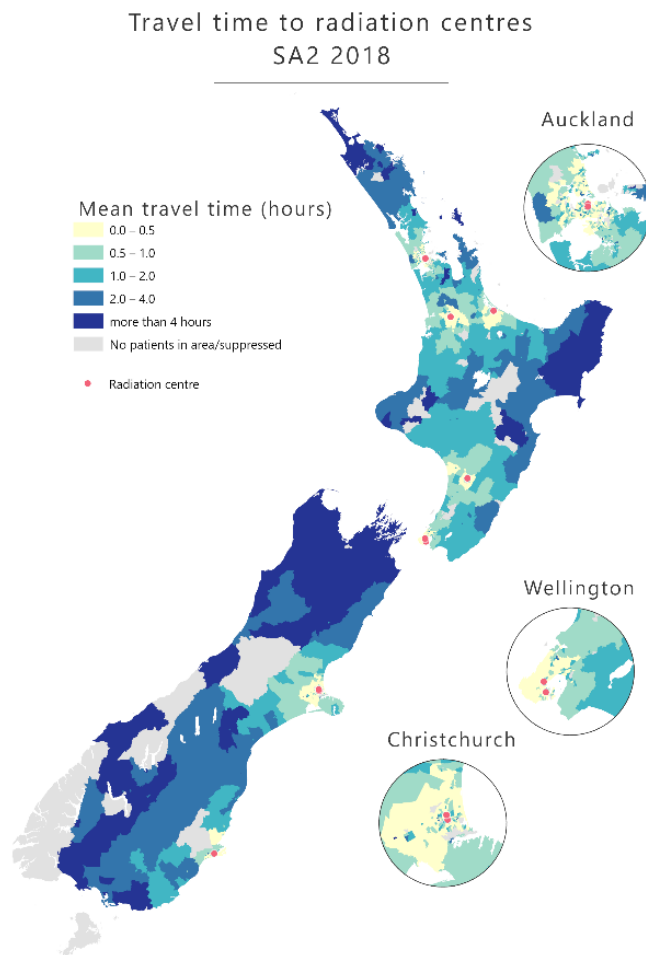 Travel time to radiation centres
SA2 2018
Auckland
Mean travel time (hours)
0.0 – 0.5
0.5 – 1.0
1.0 – 2.0
2.0 – 4.0
more than 4 hours
No patients in area/suppressed
Radiation centre
Wellington
Christchurch